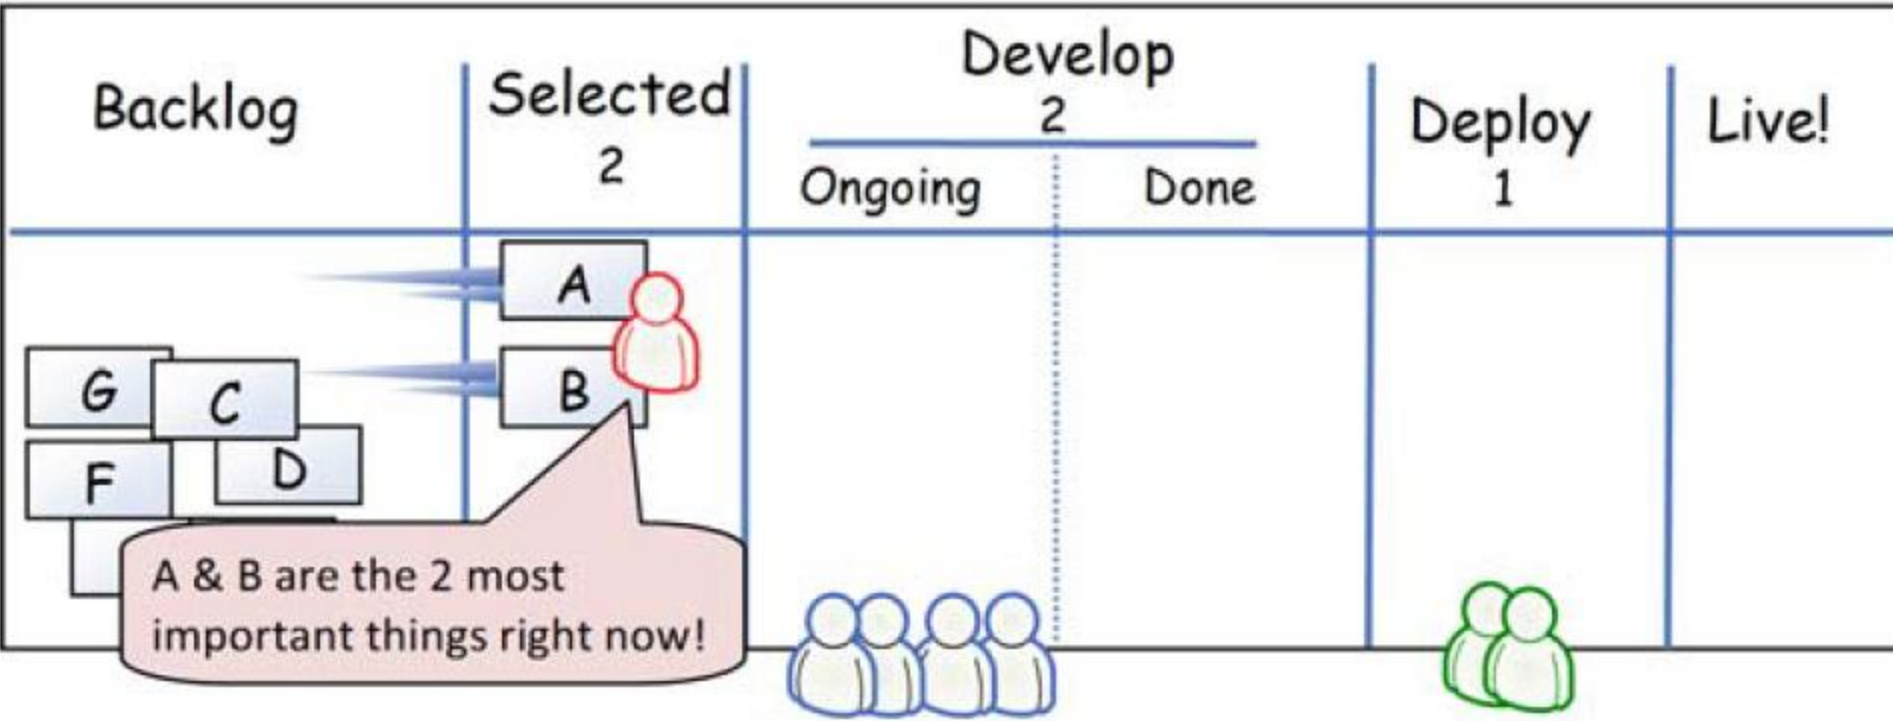 Backlog
Selected
2
Develop
2
Ongoing
Done
Deploy
1
Live!
A
B
G
C
F
D
A & B are the 2 most
important things right now!